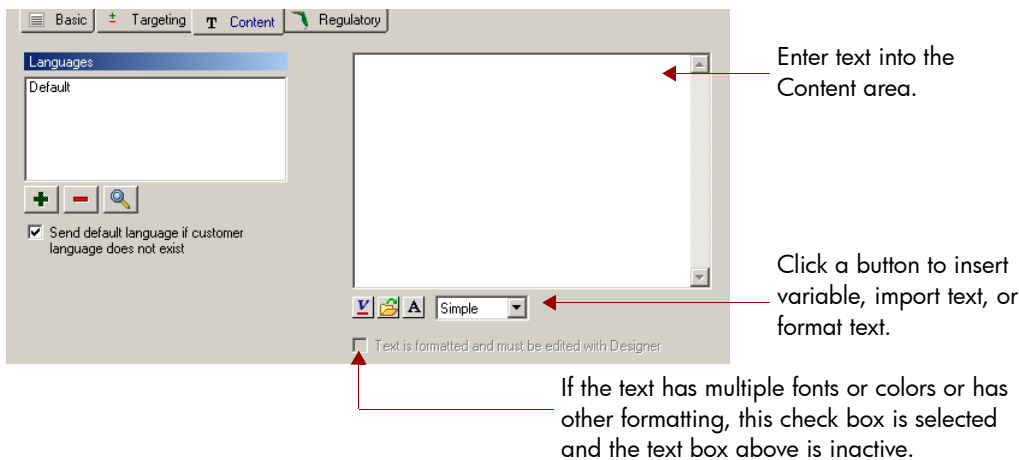 Basic Targeting Content Regulatory
Languages
Default
Send default language if customer
language does not exist
Enter text into the
Content area.
Simple
Click a button to insert
variable, import text, or
format text.
Text is formatted and must be edited with Designer
If the text has multiple fonts or colors or has
other formatting, this check box is selected
and the text box above is inactive.